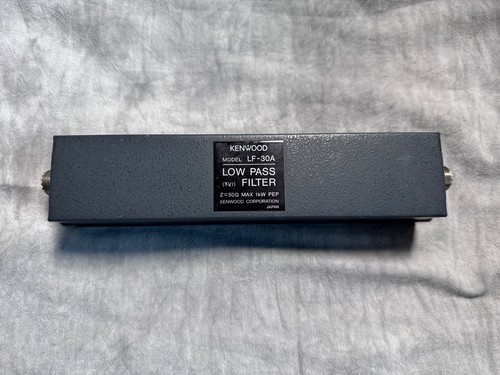 KENWOOD
MODEL LF-30A
LOW PASS
(TVI) FILTER
Z=50Ω MAX 1kW PEP
KENWOOD CORPORATION
JAPAN